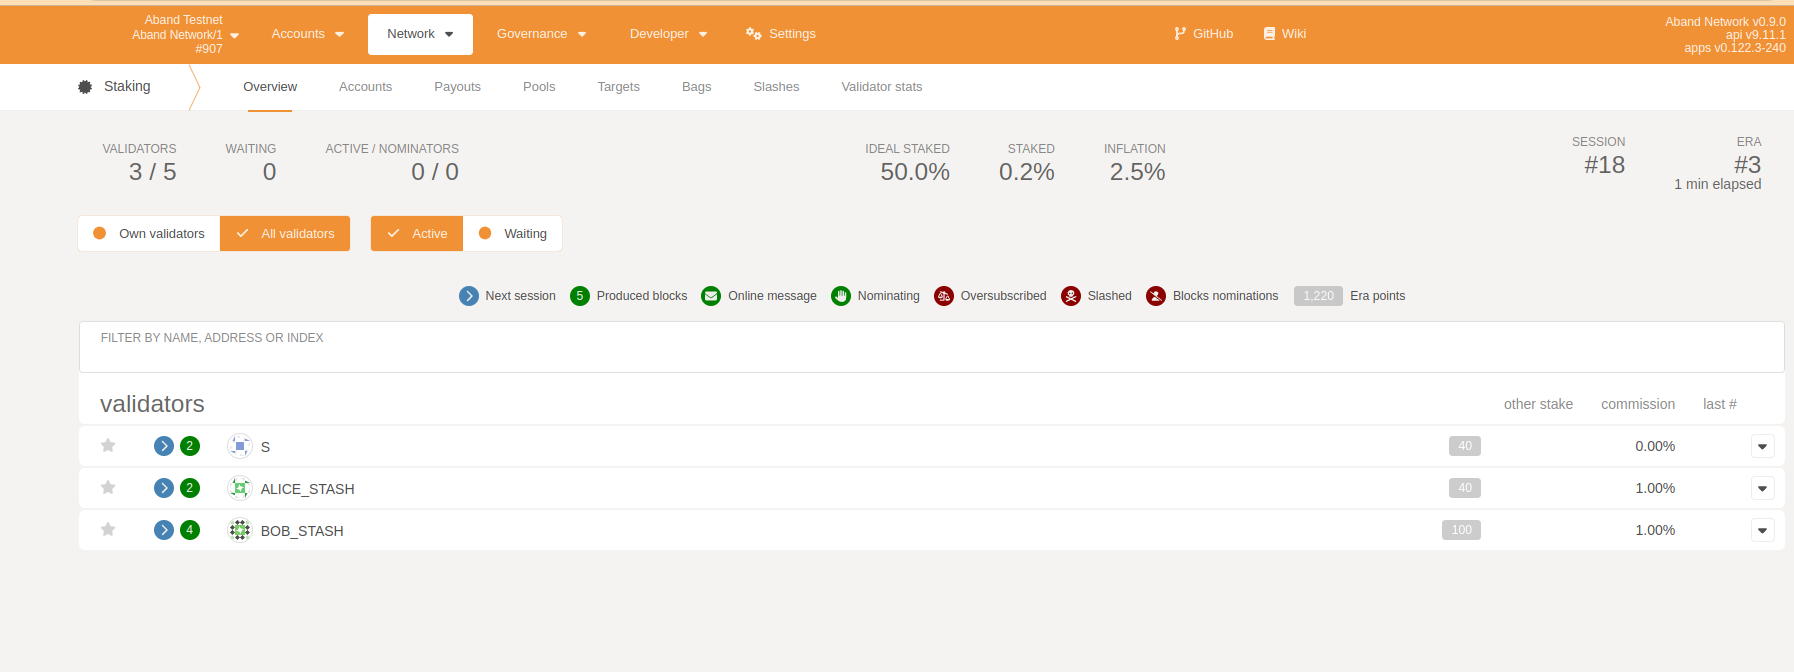 Aband Testnet
Aband Network/1
#907
Accounts
Network
Governance
Developer
Settings
GitHub
Wiki
Aband Network v0.9.0
api v9.11.1
apps v0.122.3-240
Staking
Overview
Accounts
Payouts
Pools
Targets
Bags
Slashes
Validator stats
VALIDATORS
3 / 5
WAITING
0
ACTIVE / NOMINATORS
0 / 0
IDEAL STAKED
50.0%
STAKED
0.2%
INFLATION
2.5%
SESSION
#18
ERA
#3
1 min elapsed
Own validators
All validators
Active
Waiting
Next session
5 Produced blocks
Online message
Nominating
Oversubscribed
Slashed
Blocks nominations
1,220 Era points
FILTER BY NAME, ADDRESS OR INDEX
validators other stake commission last #
2 S 40 0.00%
2 ALICE_STASH 40 1.00%
4 BOB_STASH 100 1.00%